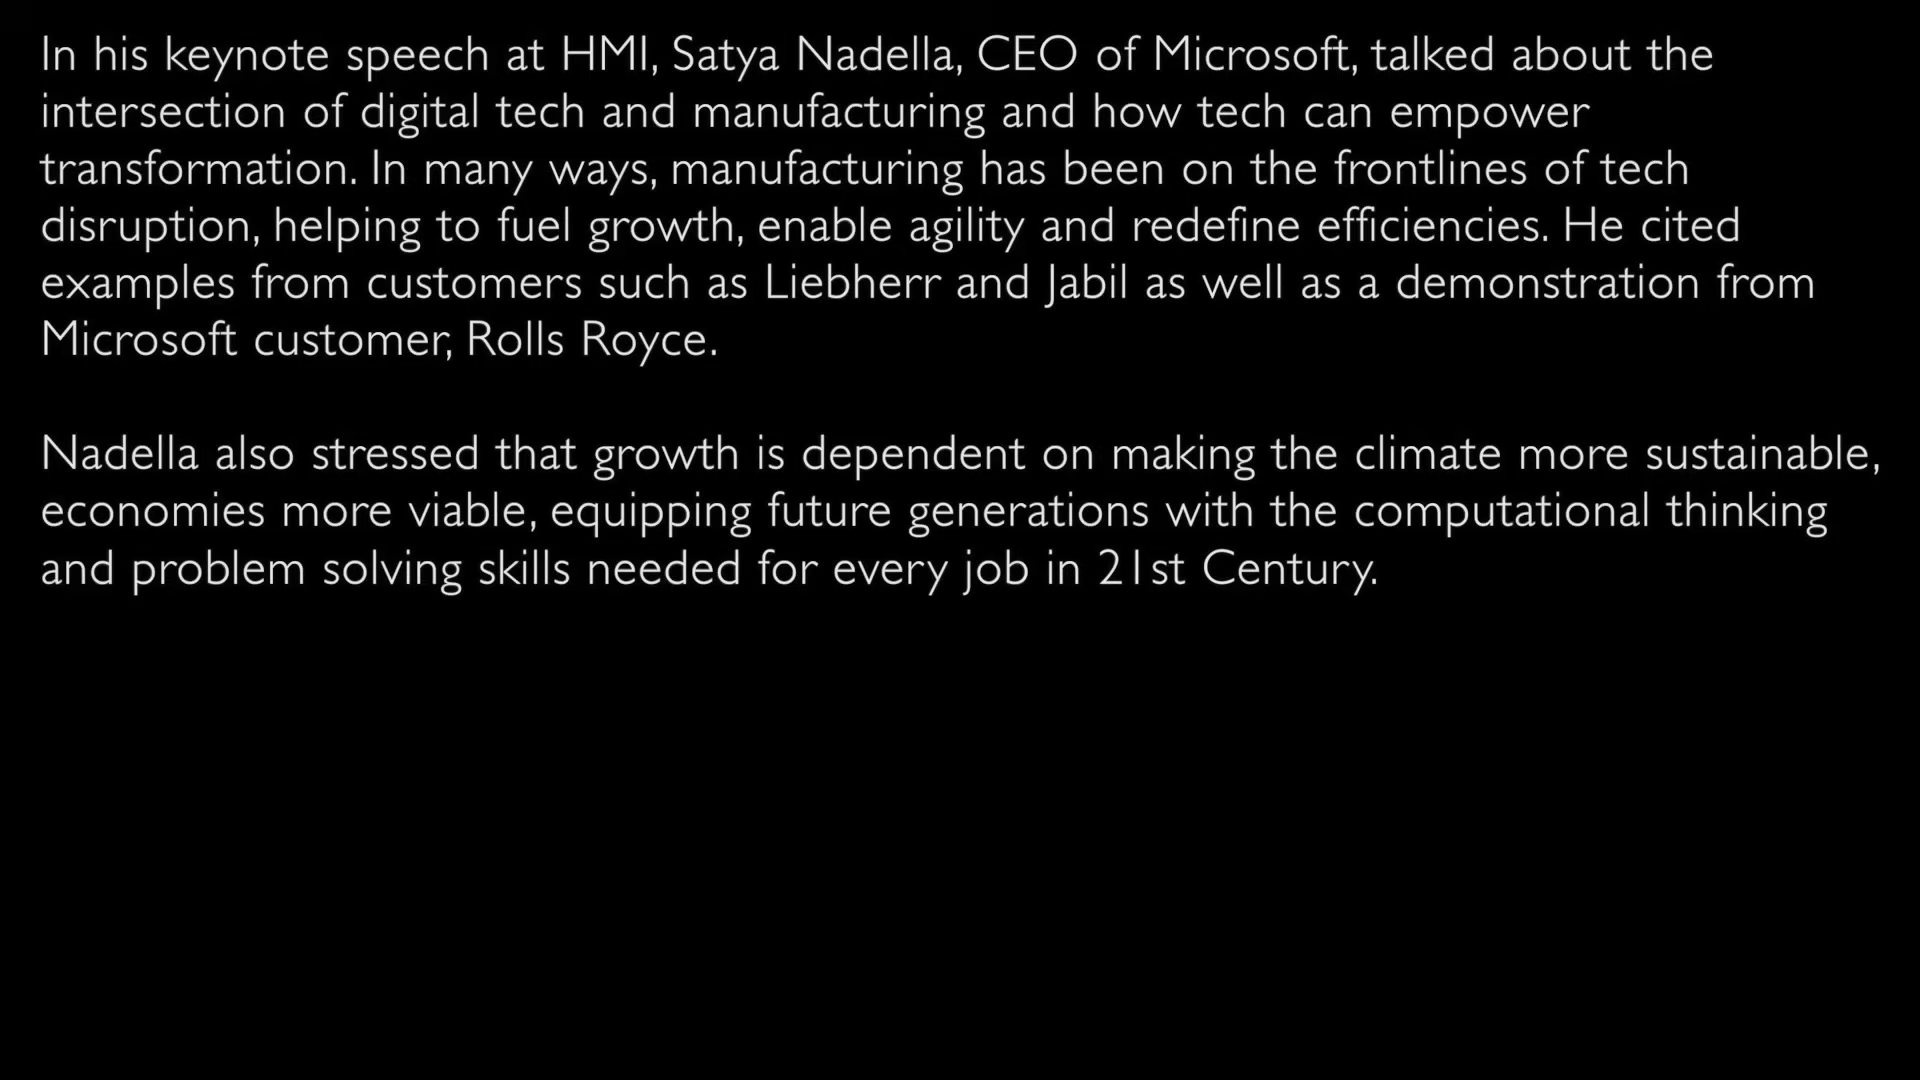 In his keynote speech at HMI, Satya Nadella, CEO of Microsoft, talked about the
intersection of digital tech and manufacturing and how tech can empower
transformation. In many ways, manufacturing has been on the frontlines of tech
disruption, helping to fuel growth, enable agility and redefine efficiencies. He cited
examples from customers such as Liebherr and Jabil as well as a demonstration from
Microsoft customer, Rolls Royce.
Nadella also stressed that growth is dependent on making the climate more sustainable,
economies more viable, equipping future generations with the computational thinking
and problem solving skills needed for every job in 21st Century.